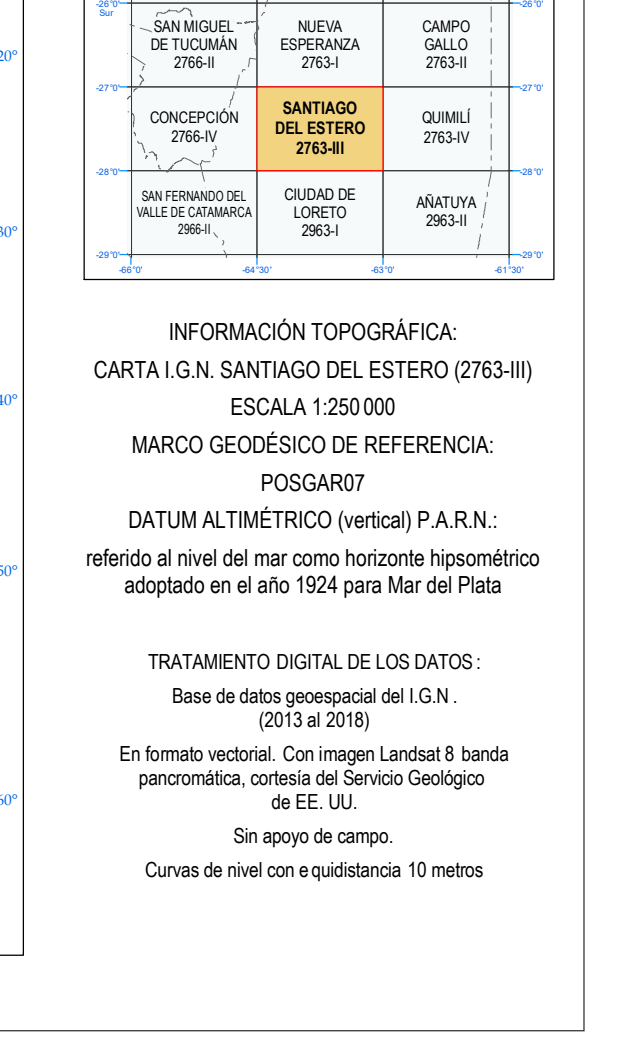 -26°0'
Sur
-26°0'
20°
SAN MIGUEL
DE TUCUMÁN
2766-II
NUEVA
ESPERANZA
2763-I
CAMPO
GALLO
2763-II
-27°0'
-27°0'
CONCEPCIÓN
2766-IV
SANTIAGO
DEL ESTERO
2763-III
QUIMILÍ
2763-IV
-28°0'
-28°0'
SAN FERNANDO DEL
VALLE DE CATAMARCA
2966-II
CIUDAD DE
LORETO
2963-I
AÑATUYA
2963-II
30°
-29°0'
-29°0'
-66°0'
-64°30'
-63°0'
-61°30'
INFORMACIÓN TOPOGRÁFICA:
CARTA I.G.N. SANTIAGO DEL ESTERO (2763-III)
40°
ESCALA 1:250 000
MARCO GEODÉSICO DE REFERENCIA:
POSGAR07
DATUM ALTIMÉTRICO (vertical) P.A.R.N.:
referido al nivel del mar como horizonte hipsométrico
50°
adoptado en el año 1924 para Mar del Plata
TRATAMIENTO DIGITAL DE LOS DATOS :
Base de datos geoespacial del I.G.N .
(2013 al 2018)
En formato vectorial. Con imagen Landsat 8 banda
pancromática, cortesía del Servicio Geológico
60°
de EE. UU.
Sin apoyo de campo.
Curvas de nivel con e quidistancia 10 metros